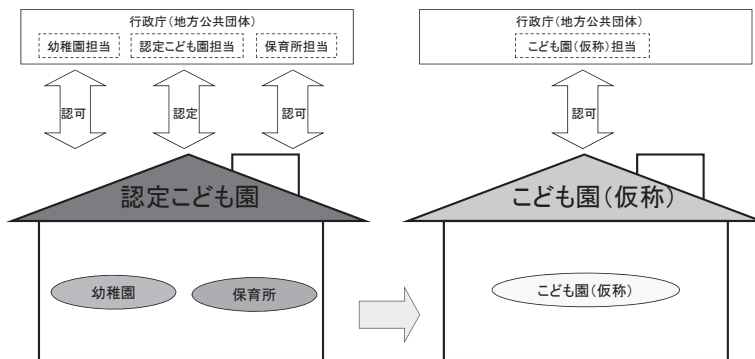 行政庁（地方公共団体）
幼稚園担当
認定こども園担当
保育所担当
認可
認定
認可
認定こども園
幼稚園
保育所
行政庁（地方公共団体）
こども園（仮称）担当
認可
こども園（仮称）
こども園（仮称）